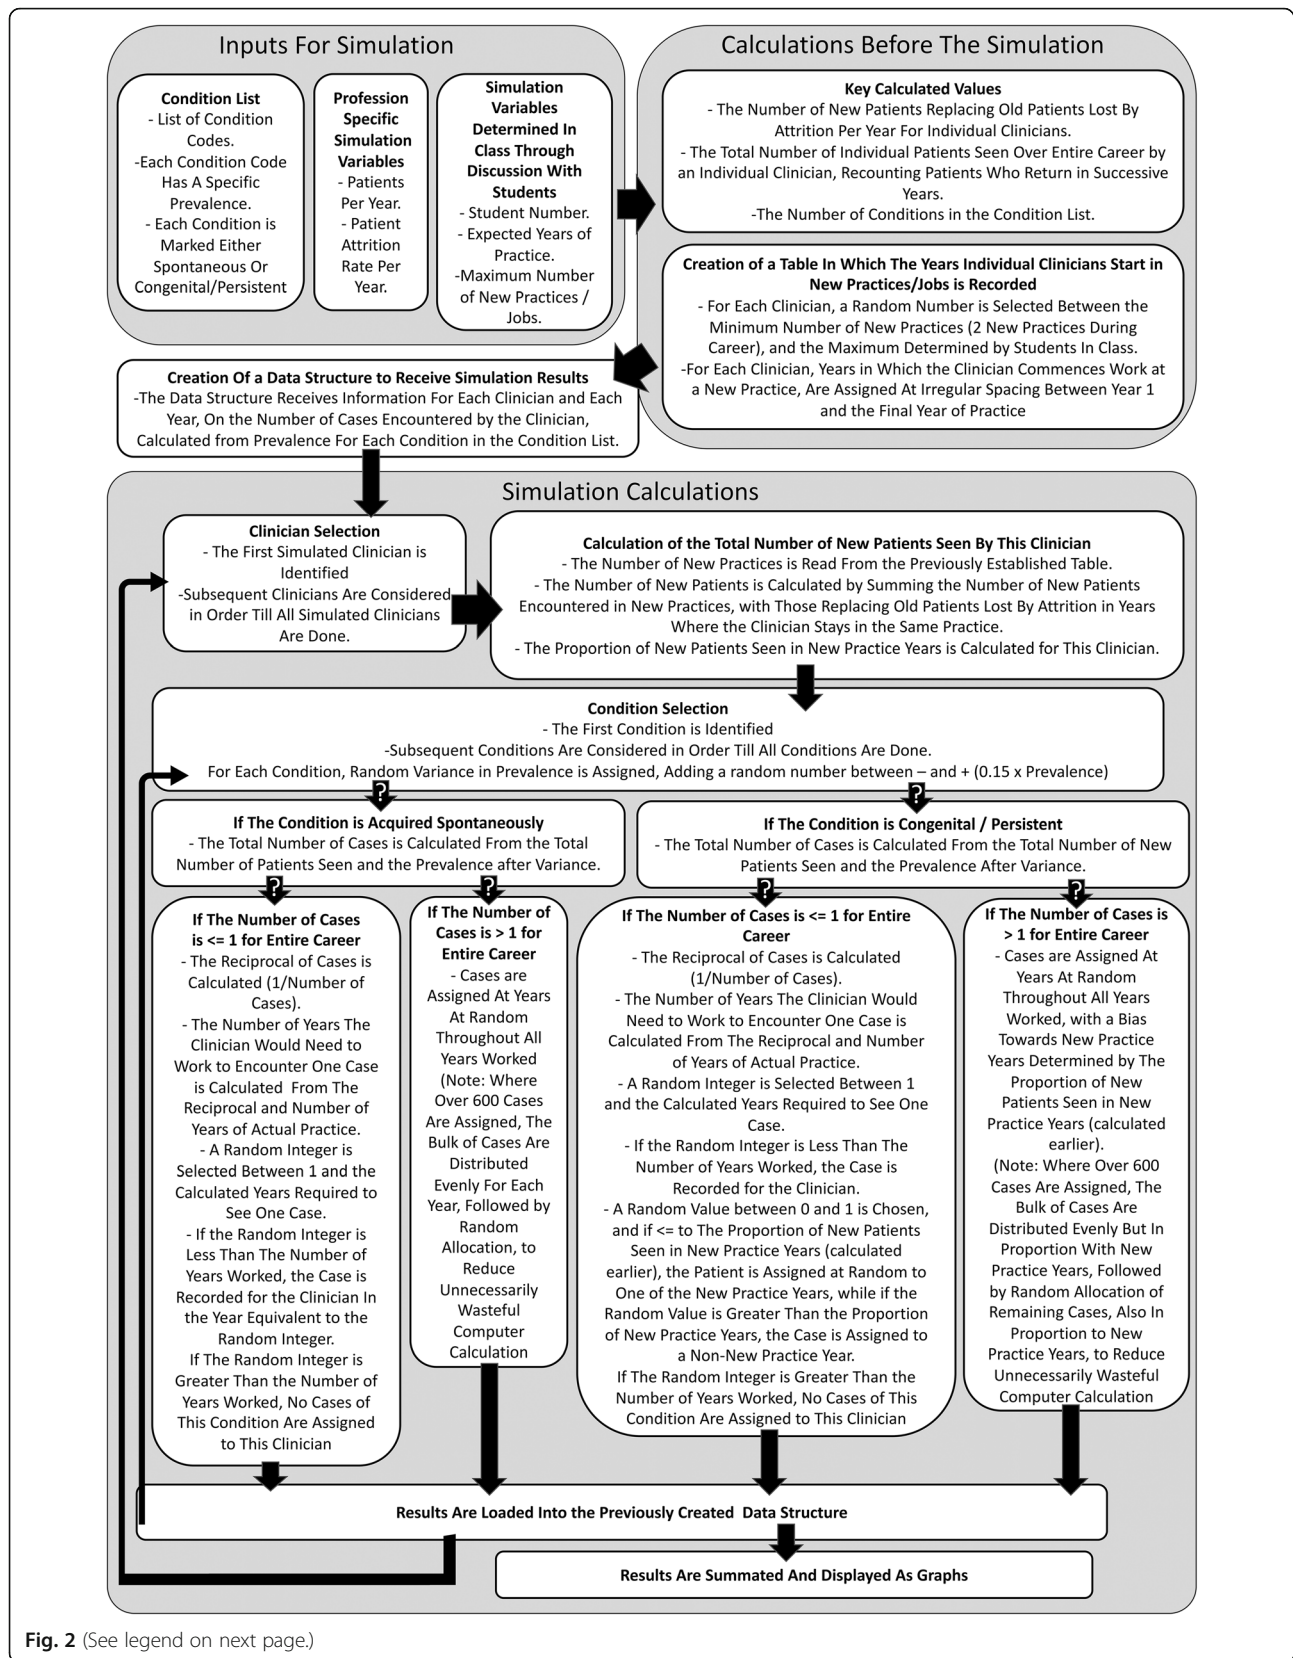 Inputs For Simulation
Condition List
- List of Condition
Codes.
-Each Condition Code
Has A Specific
Prevalence.
- Each Condition is
Marked Either
Spontaneous Or
Congenital/Persistent
Profession
Specific
Simulation
Variables
- Patients
Per Year.
- Patient
Attrition
Rate Per
Year.
Simulation
Variables
Determined In
Class Through
Discussion With
Students
- Student Number.
- Expected Years of
Practice.
-Maximum Number
of New Practices /
Jobs.
Calculations Before The Simulation
Key Calculated Values
- The Number of New Patients Replacing Old Patients Lost By
Attrition Per Year For Individual Clinicians.
- The Total Number of Individual Patients Seen Over Entire Career by
an Individual Clinician, Recounting Patients Who Return in Successive
Years.
-The Number of Conditions in the Condition List.
Creation of a Table In Which The Years Individual Clinicians Start in
New Practices/Jobs is Recorded
- For Each Clinician, a Random Number is Selected Between the
Minimum Number of New Practices (2 New Practices During
Career), and the Maximum Determined by Students In Class.
-For Each Clinician, Years in Which the Clinician Commences Work at
a New Practice, Are Assigned At Irregular Spacing Between Year 1
and the Final Year of Practice
Creation Of a Data Structure to Receive Simulation Results
-The Data Structure Receives Information For Each Clinician and Each
Year, On the Number of Cases Encountered by the Clinician,
Calculated from Prevalence For Each Condition in the Condition List.
Simulation Calculations
Clinician Selection
- The First Simulated Clinician is
Identified
-Subsequent Clinicians Are Considered
in Order Till All Simulated Clinicians
Are Done.
Calculation of the Total Number of New Patients Seen By This Clinician
- The Number of New Practices is Read From the Previously Established Table.
- The Number of New Patients is Calculated by Summing the Number of New Patients
Encountered in New Practices, with Those Replacing Old Patients Lost By Attrition in Years
Where the Clinician Stays in the Same Practice.
- The Proportion of New Patients Seen in New Practice Years is Calculated for This Clinician.
Condition Selection
- The First Condition is Identified
-Subsequent Conditions Are Considered in Order Till All Conditions Are Done.
For Each Condition, Random Variance in Prevalence is Assigned, Adding a random number between – and + (0.15 x Prevalence)
?
?
If The Condition is Acquired Spontaneously
- The Total Number of Cases is Calculated From the Total
Number of Patients Seen and the Prevalence after Variance.
If The Condition is Congenital / Persistent
- The Total Number of Cases is Calculated From the Total Number of New
Patients Seen and the Prevalence After Variance.
?
?
?
?
If The Number of Cases
is <= 1 for Entire Career
- The Reciprocal of Cases is
Calculated (1/Number of
Cases).
- The Number of Years The
Clinician Would Need to
Work to Encounter One Case
is Calculated From The
Reciprocal and Number of
Years of Actual Practice.
- A Random Integer is
Selected Between 1 and the
Calculated Years Required to
See One Case.
- If the Random Integer is
Less Than The Number of
Years Worked, the Case is
Recorded for the Clinician In
the Year Equivalent to the
Random Integer.
If The Random Integer is
Greater Than the Number of
Years Worked, No Cases of
This Condition Are Assigned
to This Clinician
If The Number of
Cases is > 1 for
Entire Career
- Cases are
Assigned At Years
At Random
Throughout All
Years Worked
(Note: Where
Over 600 Cases
Are Assigned, The
Bulk of Cases Are
Distributed
Evenly For Each
Year, Followed by
Random
Allocation, to
Reduce
Unnecessarily
Wasteful
Computer
Calculation
If The Number of Cases is <= 1 for Entire
Career
- The Reciprocal of Cases is Calculated
(1/Number of Cases).
- The Number of Years The Clinician Would
Need to Work to Encounter One Case is
Calculated From The Reciprocal and Number
of Years of Actual Practice.
- A Random Integer is Selected Between 1
and the Calculated Years Required to See One
Case.
- If the Random Integer is Less Than The
Number of Years Worked, the Case is
Recorded for the Clinician.
- A Random Value between 0 and 1 is Chosen,
and if <= to The Proportion of New Patients
Seen in New Practice Years (calculated
earlier), the Patient is Assigned at Random to
One of the New Practice Years, while if the
Random Value is Greater Than the Proportion
of New Practice Years, the Case is Assigned to
a Non-New Practice Year.
If The Random Integer is Greater Than the
Number of Years Worked, No Cases of This
Condition Are Assigned to This Clinician
If The Number of Cases is
> 1 for Entire Career
- Cases are Assigned At
Years At Random
Throughout All Years
Worked, with a Bias
Towards New Practice
Years Determined by The
Proportion of New
Patients Seen in New
Practice Years (calculated
earlier).
(Note: Where Over 600
Cases Are Assigned, The
Bulk of Cases Are
Distributed Evenly But In
Proportion With New
Practice Years, Followed
by Random Allocation of
Remaining Cases, Also In
Proportion to New
Practice Years, to Reduce
Unnecessarily Wasteful
Computer Calculation
Results Are Loaded Into the Previously Created Data Structure
Results Are Summated And Displayed As Graphs
Fig. 2 (See legend on next page.)